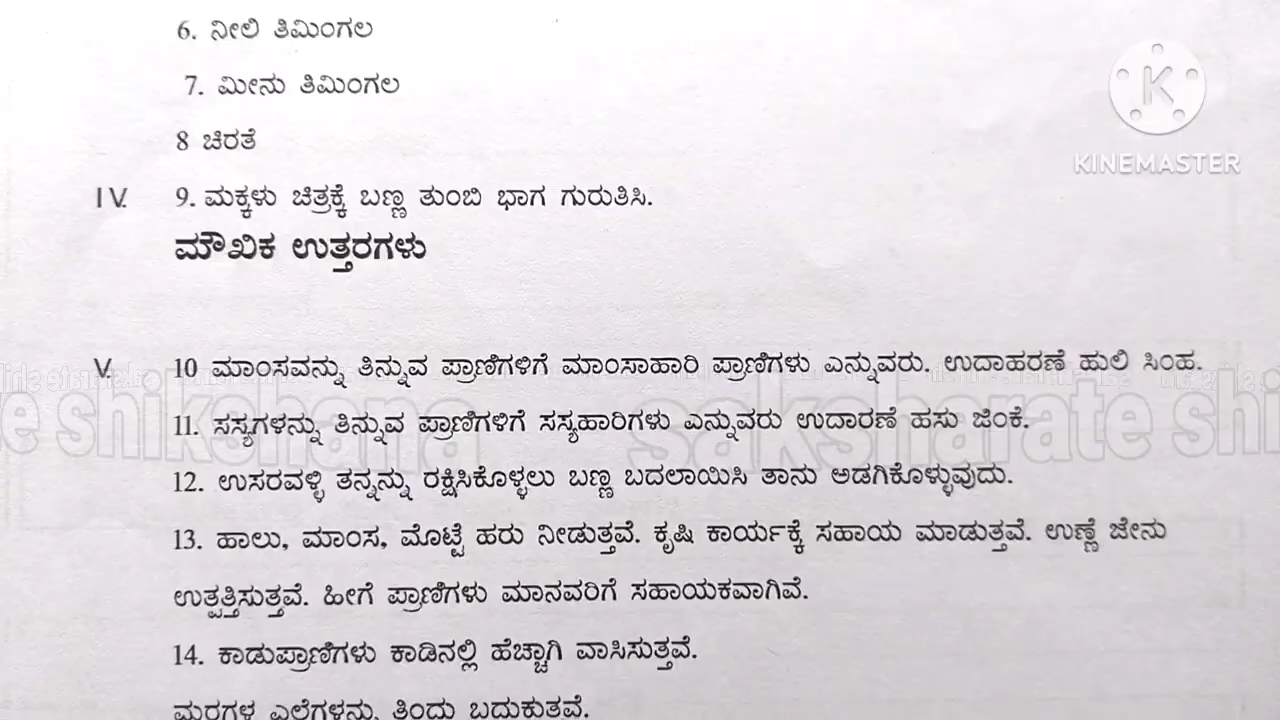 6. ನೀಲಿ ತಿಮಿಂಗಲ
7. ಮೀನು ತಿಮಿಂಗಲ
KINEMASTER
8 ಚಿರತೆ
IV. 9. ಮಕ್ಕಳು ಚಿತ್ರಕ್ಕೆ ಬಣ್ಣ ತುಂಬಿ ಭಾಗ ಗುರುತಿಸಿ.
ಮೌಖಿಕ ಉತ್ತರಗಳು
V. 10 ಮಾಂಸವನ್ನು ತಿನ್ನುವ ಪ್ರಾಣಿಗಳಿಗೆ ಮಾಂಸಾಹಾರಿ ಪ್ರಾಣಿಗಳು ಎನ್ನುವರು. ಉದಾಹರಣೆ ಹುಲಿ ಸಿಂಹ.
11. ಸಸ್ಯಗಳನ್ನು ತಿನ್ನುವ ಪ್ರಾಣಿಗಳಿಗೆ ಸಸ್ಯಹಾರಿಗಳು ಎನ್ನುವರು ಉದಾರಣೆ ಹಸು ಜಿಂಕೆ.
shikshana saksharate shi
12. ಉಸರವಳ್ಳಿ ತನ್ನನ್ನು ರಕ್ಷಿಸಿಕೊಳ್ಳಲು ಬಣ್ಣ ಬದಲಾಯಿಸಿ ತಾನು ಅಡಗಿಕೊಳ್ಳುವುದು.
13. ಹಾಲು, ಮಾಂಸ, ಮೊಟ್ಟೆ ಹರು ನೀಡುತ್ತವೆ. ಕೃಷಿ ಕಾರ್ಯಕ್ಕೆ ಸಹಾಯ ಮಾಡುತ್ತವೆ. ಉಣ್ಣೆ ಜೇನು
ಉತ್ಪತ್ತಿಸುತ್ತವೆ. ಹೀಗೆ ಪ್ರಾಣಿಗಳು ಮಾನವರಿಗೆ ಸಹಾಯಕವಾಗಿವೆ.
14. ಕಾಡುಪ್ರಾಣಿಗಳು ಕಾಡಿನಲ್ಲಿ ಹೆಚ್ಚಾಗಿ ವಾಸಿಸುತ್ತವೆ.
ಮರಗಳ ಎಲೆಗಳನ್ನು ತಿಂದು ಬದುಕುತ್ತವೆ.